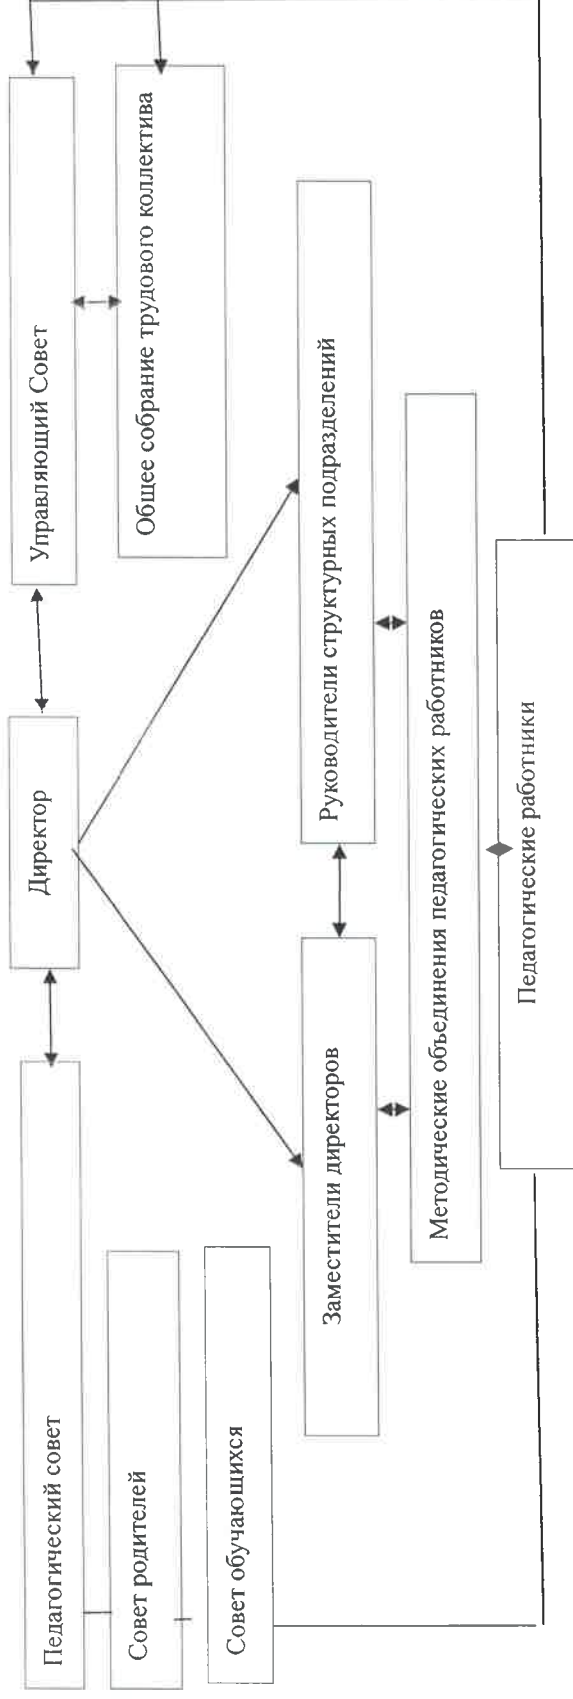 Педагогический совет
Директор
Управляющий Совет
Совет родителей
Общее собрание трудового коллектива
Совет обучающихся
Заместители директоров
Руководители структурных подразделений
Методические объединения педагогических работников
Педагогические работники